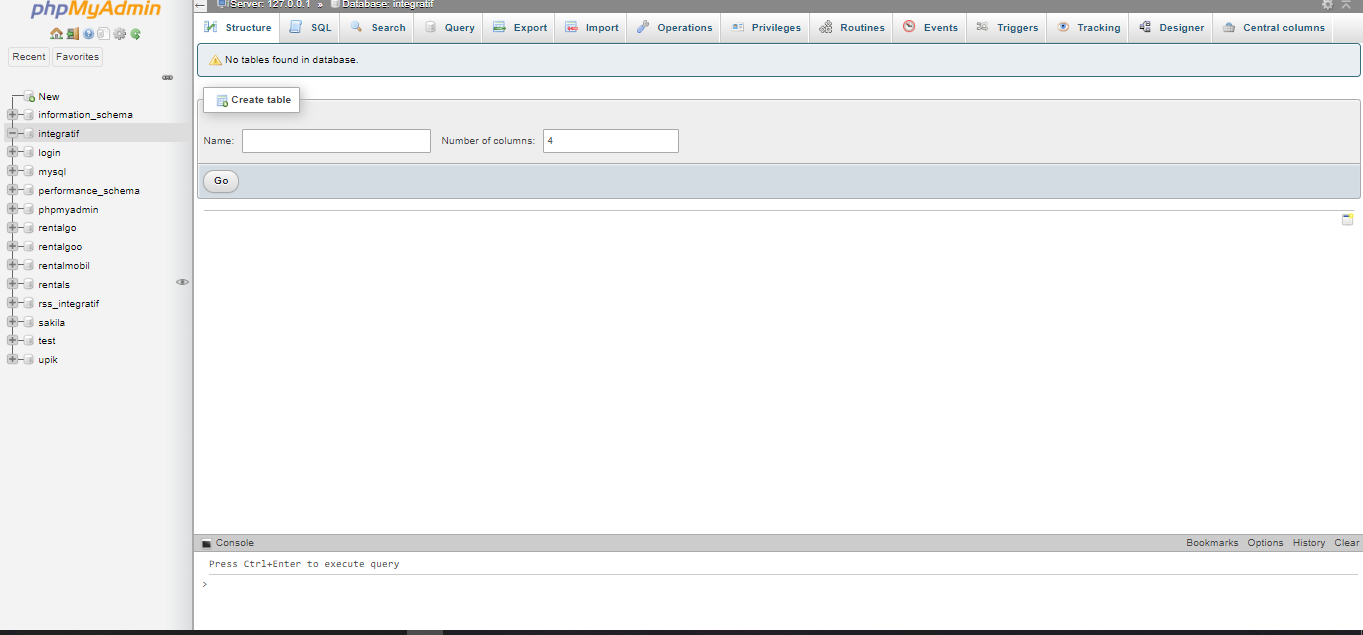 phpMyAdmin
Recent Favorites
New
information_schema
integratif
login
mysql
performance_schema
phpmyadmin
rentalgo
rentalgoo
rentalmobil
rentals
rss_integratif
sakila
test
upik
Server: 127.0.0.1 » Database: integratif
Structure SQL Search Query Export Import Operations Privileges Routines Events Triggers Tracking Designer Central columns
No tables found in database.
Create table
Name: Number of columns: 4
Go
Console Bookmarks Options History Clear
Press Ctrl+Enter to execute query
>